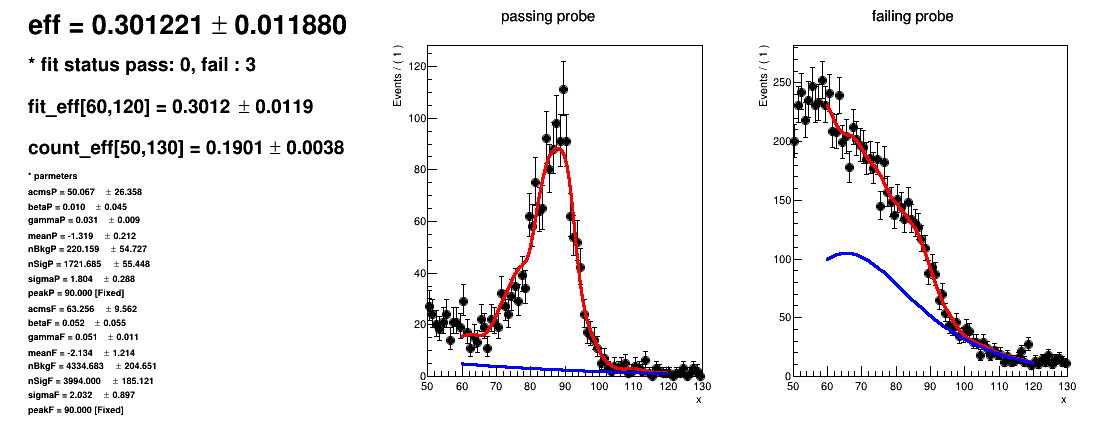 eff = 0.301221 ± 0.011880
* fit status pass: 0, fail : 3
fit_eff[60,120] = 0.3012 ± 0.0119
count_eff[50,130] = 0.1901 ± 0.0038
* parmeters
acmsP = 50.067 ± 26.358
betaP = 0.010 ± 0.045
gammaP = 0.031 ± 0.009
meanP = -1.319 ± 0.212
nBkgP = 220.159 ± 54.727
nSigP = 1721.685 ± 55.448
sigmaP = 1.804 ± 0.288
peakP = 90.000 [Fixed]
acmsF = 63.256 ± 9.562
betaF = 0.052 ± 0.055
gammaF = 0.051 ± 0.011
meanF = -2.134 ± 1.214
nBkgF = 4334.683 ± 204.651
nSigF = 3994.000 ± 185.121
sigmaF = 2.032 ± 0.897
peakF = 90.000 [Fixed]
passing probe
Events / ( 1 )
120
100
80
60
40
20
0
50 60 70 80 90 100 110 120 130
x
failing probe
Events / ( 1 )
250
200
150
100
50
0
50 60 70 80 90 100 110 120 130
x